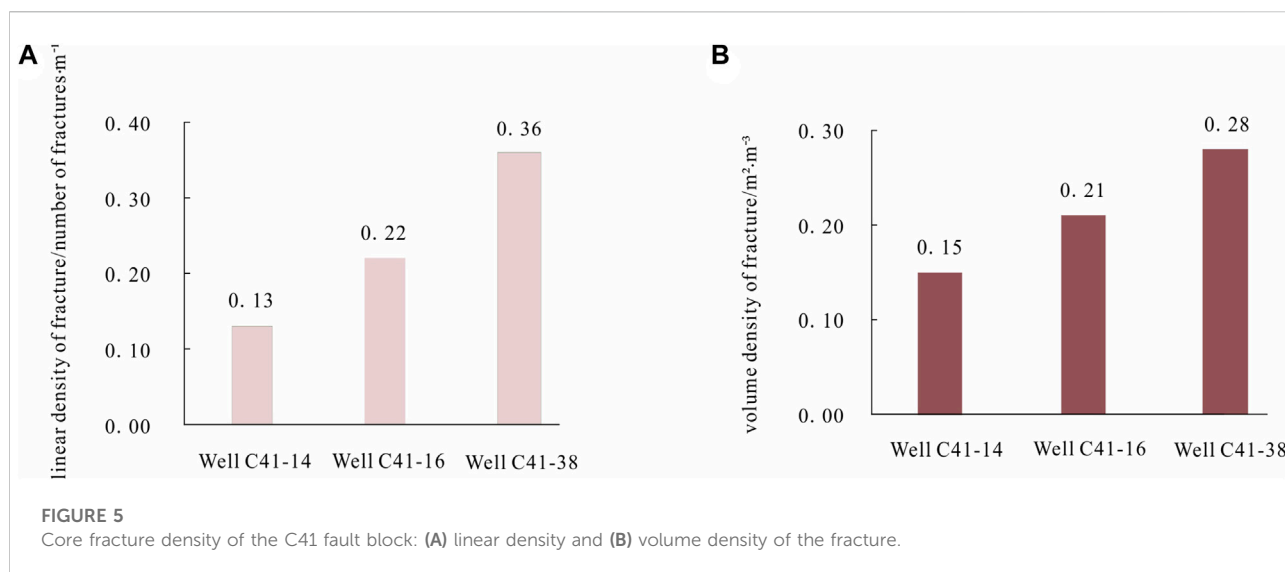 A
linear density of fracture/number of fractures·m⁻¹
0.40
0.30
0.20
0.10
0.00
0.13
0.22
0.36
Well C41-14 Well C41-16 Well C41-38
B
volume density of fracture/m²·m⁻³
0.30
0.20
0.10
0.00
0.15
0.21
0.28
Well C41-14 Well C41-16 Well C41-38
FIGURE 5
Core fracture density of the C41 fault block: (A) linear density and (B) volume density of the fracture.